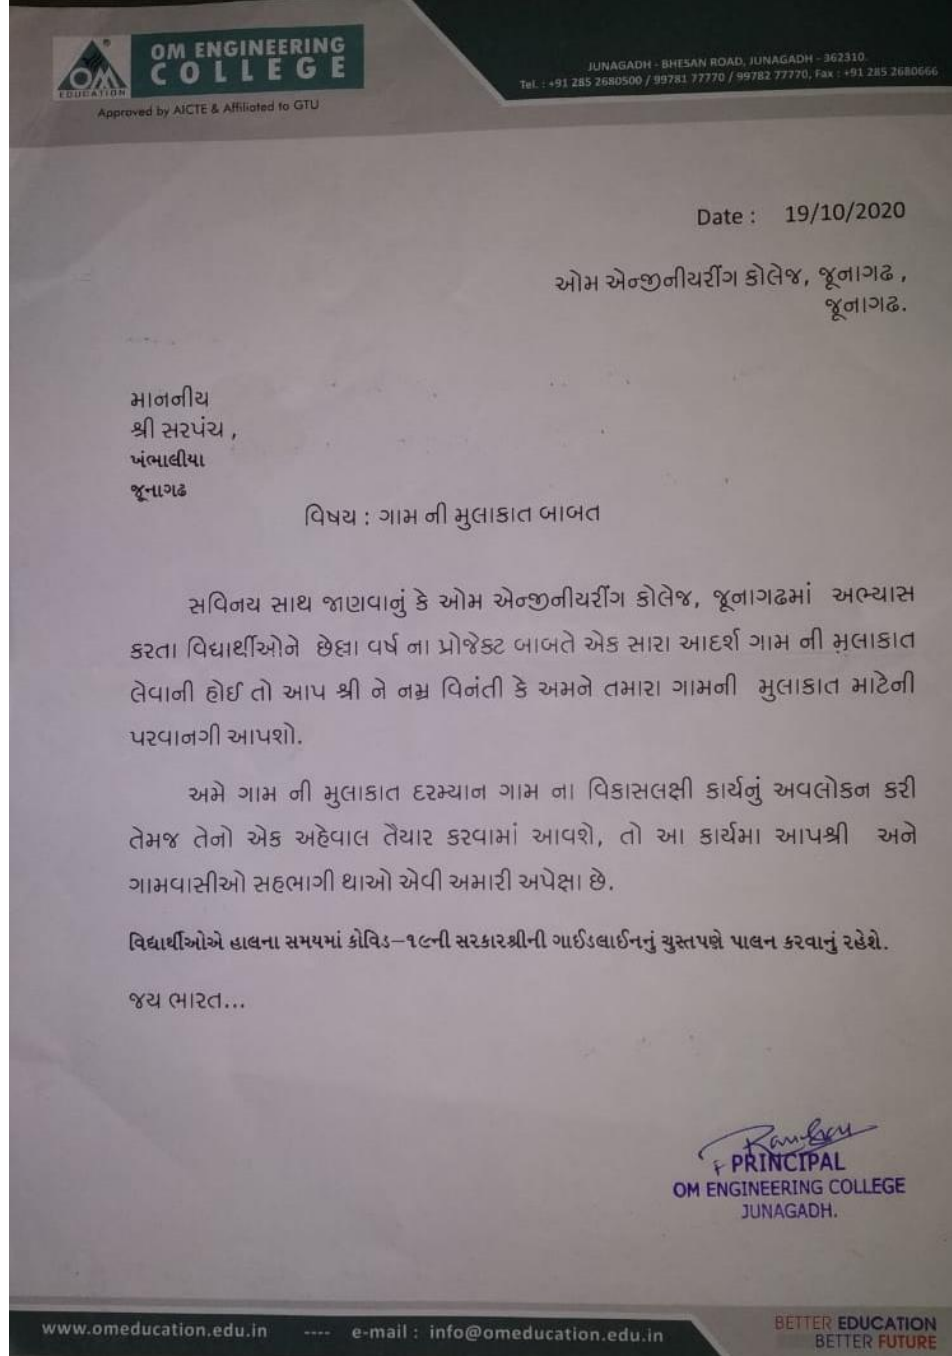 OM ENGINEERING
COLLEGE
OM
EDUCATION
Approved by AICTE & Affiliated to GTU
JUNAGADH - BHESAN ROAD, JUNAGADH - 362310.
Tel. : +91 285 2680500 / 99781 77770 / 99782 77770, Fax : +91 285 2680666
Date : 19/10/2020
ઓમ એન્જીનીયરીંગ કોલેજ, જૂનાગઢ ,
જૂનાગઢ.
માનનીય
શ્રી સરપંચ ,
ખંભાલીયા
જૂનાગઢ
વિષય : ગામ ની મુલાકાત બાબત
સવિનય સાથ જાણવાનું કે ઓમ એન્જીનીયરીંગ કોલેજ, જૂનાગઢમાં અભ્યાસ
કરતા વિદ્યાર્થીઓને છેલ્લા વર્ષ ના પ્રોજેકટ બાબતે એક સારા આદર્શ ગામ ની મુલાકાત
લેવાની હોઈ તો આપ શ્રી ને નમ્ર વિનંતી કે અમને તમારા ગામની મુલાકાત માટેની
પરવાનગી આપશો.
અમે ગામ ની મુલાકાત દરમ્યાન ગામ ના વિકાસલક્ષી કાર્યનું અવલોકન કરી
તેમજ તેનો એક અહેવાલ તૈયાર કરવામાં આવશે, તો આ કાર્યમા આપશ્રી અને
ગામવાસીઓ સહભાગી થાઓ એવી અમારી અપેક્ષા છે.
વિદ્યાર્થીઓએ હાલના સમયમાં કોવિડ–૧૯ની સરકારશ્રીની ગાઈડલાઈનનું ચુસ્તપણે પાલન કરવાનું રહેશે.
જય ભારત...
PRINCIPAL
OM ENGINEERING COLLEGE
JUNAGADH.
www.omeducation.edu.in ---- e-mail : info@omeducation.edu.in
BETTER EDUCATION
BETTER FUTURE